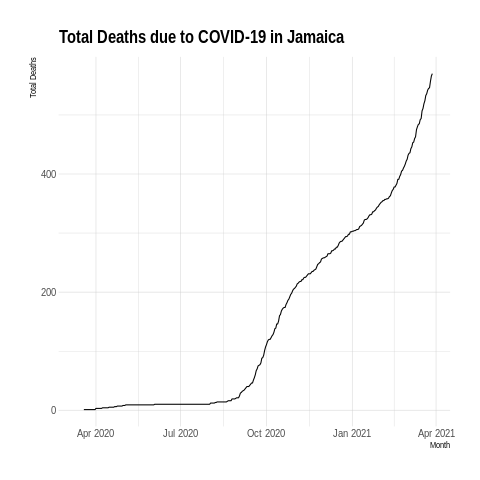 Total Deaths due to COVID-19 in Jamaica
Total Deaths
400
200
0
Apr 2020
Jul 2020
Oct 2020
Jan 2021
Apr 2021
Month